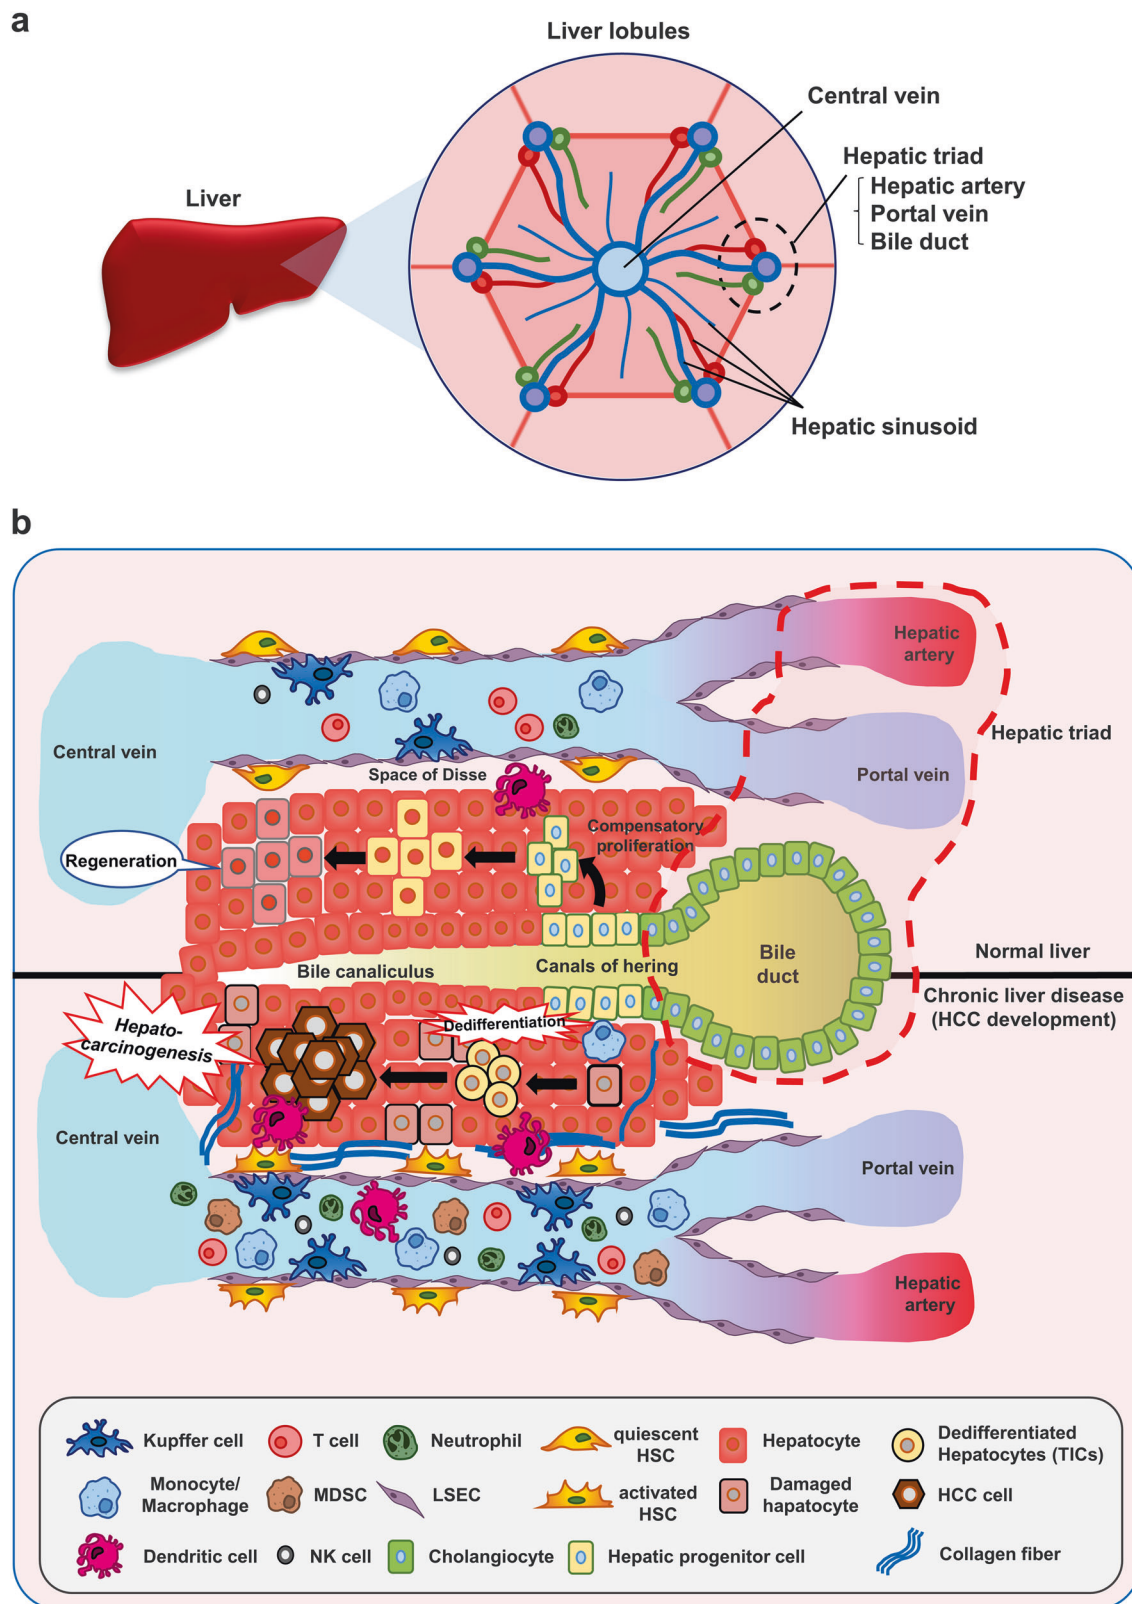 a
Liver lobules
Central vein
Hepatic triad
Hepatic artery
Portal vein
Bile duct
Liver
Hepatic sinusoid
b
Hepatic
artery
Hepatic triad
Central vein
Portal vein
Space of Disse
Compensatory
proliferation
Regeneration
Bile
duct
Normal liver
Bile canaliculus
Canals of hering
Chronic liver disease
(HCC development)
Hepato-
carcinogenesis
Dedifferentiation
Central vein
Portal vein
Hepatic
artery
Kupffer cell
T cell
Neutrophil
quiescent
HSC
Hepatocyte
Dedifferentiated
Hepatocytes (TICs)
Monocyte/
Macrophage
MDSC
LSEC
activated
HSC
Damaged
hapatocyte
HCC cell
Dendritic cell
NK cell
Cholangiocyte
Hepatic progenitor cell
Collagen fiber